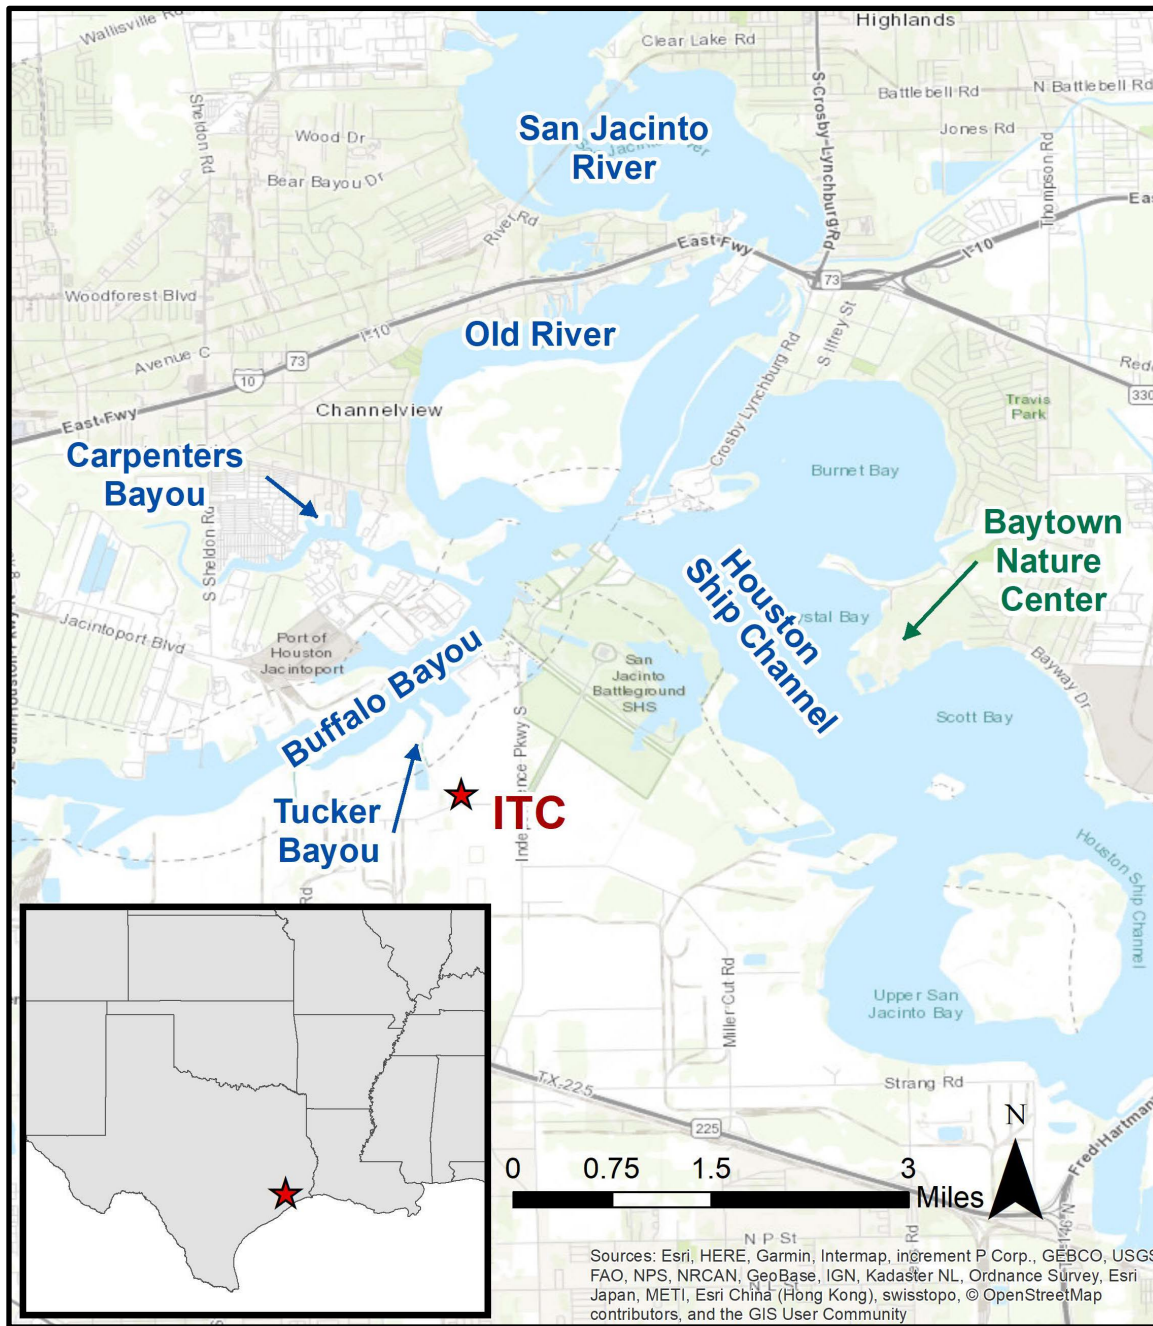 Highlands
Wallisville Rd
Clear Lake Rd
Battlebell Rd
N Battlebell Rd
Sheldon Rd
S Crosby-Lynchburg Rd
Wood Dr
San Jacinto
River
Jones Rd
Thompson Rd
Bear Bayou Dr
River Rd
East Fwy
I-10
73
Woodforest Blvd
Old River
Crosby Lynchburg Rd
S Ilfrey St
Avenue C
I-10
73
10
330
East Fwy
Channelview
Travis
Park
Carpenters
Bayou
Burnet Bay
S Sheldon Rd
Baytown
Nature
Center
Houston
Ship Channel
Jacintoport Blvd
Port of
Houston
Jacintoport
Buffalo Bayou
San
Jacinto
Battleground
SHS
Bayway Dr
Scott Bay
Tucker
Bayou
ITC
Houston Ship Channel
Rd
Miller Cut Rd
Upper San
Jacinto Bay
TX 225
225
Strang Rd
N
0
0.75
1.5
3
Miles
N P St
Sources: Esri, HERE, Garmin, Intermap, increment P Corp., GEBCO, USGS
FAO, NPS, NRCAN, GeoBase, IGN, Kadaster NL, Ordnance Survey, Esri
Japan, METI, Esri China (Hong Kong), swisstopo, © OpenStreetMap
contributors, and the GIS User Community